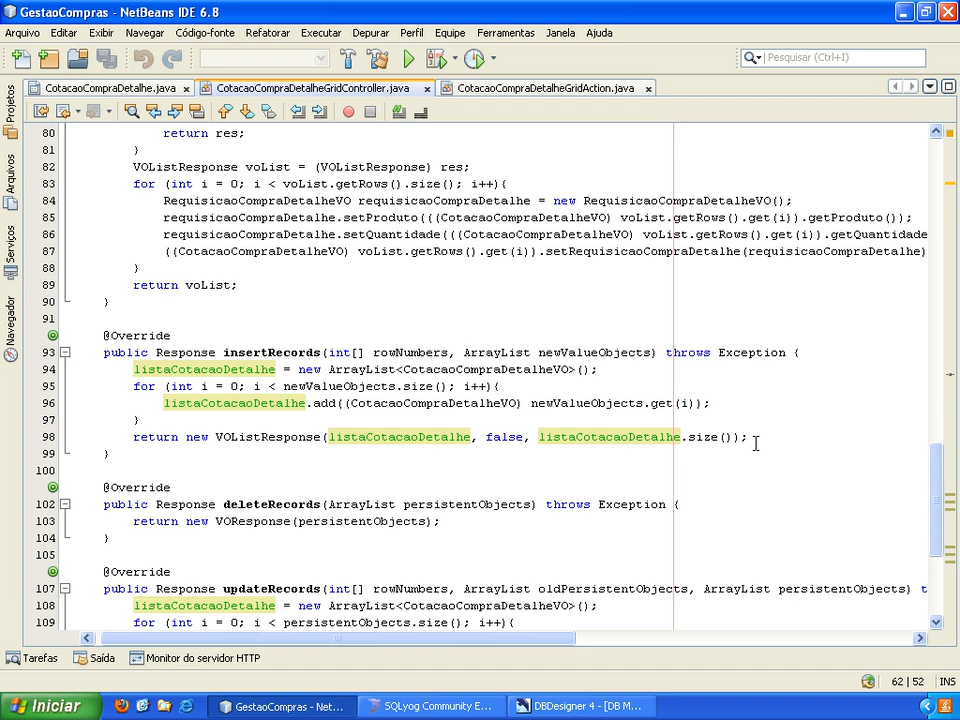 GestaoCompras - NetBeans IDE 6.8
Arquivo Editar Exibir Navegar Código-fonte Refatorar Executar Depurar Perfil Equipe Ferramentas Janela Ajuda
Pesquisar (Ctrl+I)
CotacaoCompraDetalhe.java CotacaoCompraDetalheGridController.java CotacaoCompraDetalheGridAction.java
Projetos
Arquivos
Serviços
Navegador
80 return res;
81 }
82 VOListResponse voList = (VOListResponse) res;
83 for (int i = 0; i < voList.getRows().size(); i++){
84 RequisicaoCompraDetalheVO requisicaoCompraDetalhe = new RequisicaoCompraDetalheVO();
85 requisicaoCompraDetalhe.setProduto(((CotacaoCompraDetalheVO) voList.getRows().get(i)).getProduto());
86 requisicaoCompraDetalhe.setQuantidade(((CotacaoCompraDetalheVO) voList.getRows().get(i)).getQuantidade
87 ((CotacaoCompraDetalheVO) voList.getRows().get(i)).setRequisicaoCompraDetalhe(requisicaoCompraDetalhe)
88 }
89 return voList;
90 }
91
@Override
93 public Response insertRecords(int[] rowNumbers, ArrayList newValueObjects) throws Exception {
94 listaCotacaoDetalhe = new ArrayList<CotacaoCompraDetalheVO>();
95 for (int i = 0; i < newValueObjects.size(); i++){
96 listaCotacaoDetalhe.add((CotacaoCompraDetalheVO) newValueObjects.get(i));
97 }
98 return new VOListResponse(listaCotacaoDetalhe, false, listaCotacaoDetalhe.size());
99 }
100
@Override
102 public Response deleteRecords(ArrayList persistentObjects) throws Exception {
103 return new VOResponse(persistentObjects);
104 }
105
@Override
107 public Response updateRecords(int[] rowNumbers, ArrayList oldPersistentObjects, ArrayList persistentObjects) t
108 listaCotacaoDetalhe = new ArrayList<CotacaoCompraDetalheVO>();
109 for (int i = 0; i < persistentObjects.size(); i++){
Tarefas Saída Monitor do servidor HTTP
62 | 52 INS
Iniciar GestaoCompras - Net... SQLyog Community E... DBDesigner 4 - [DB M...